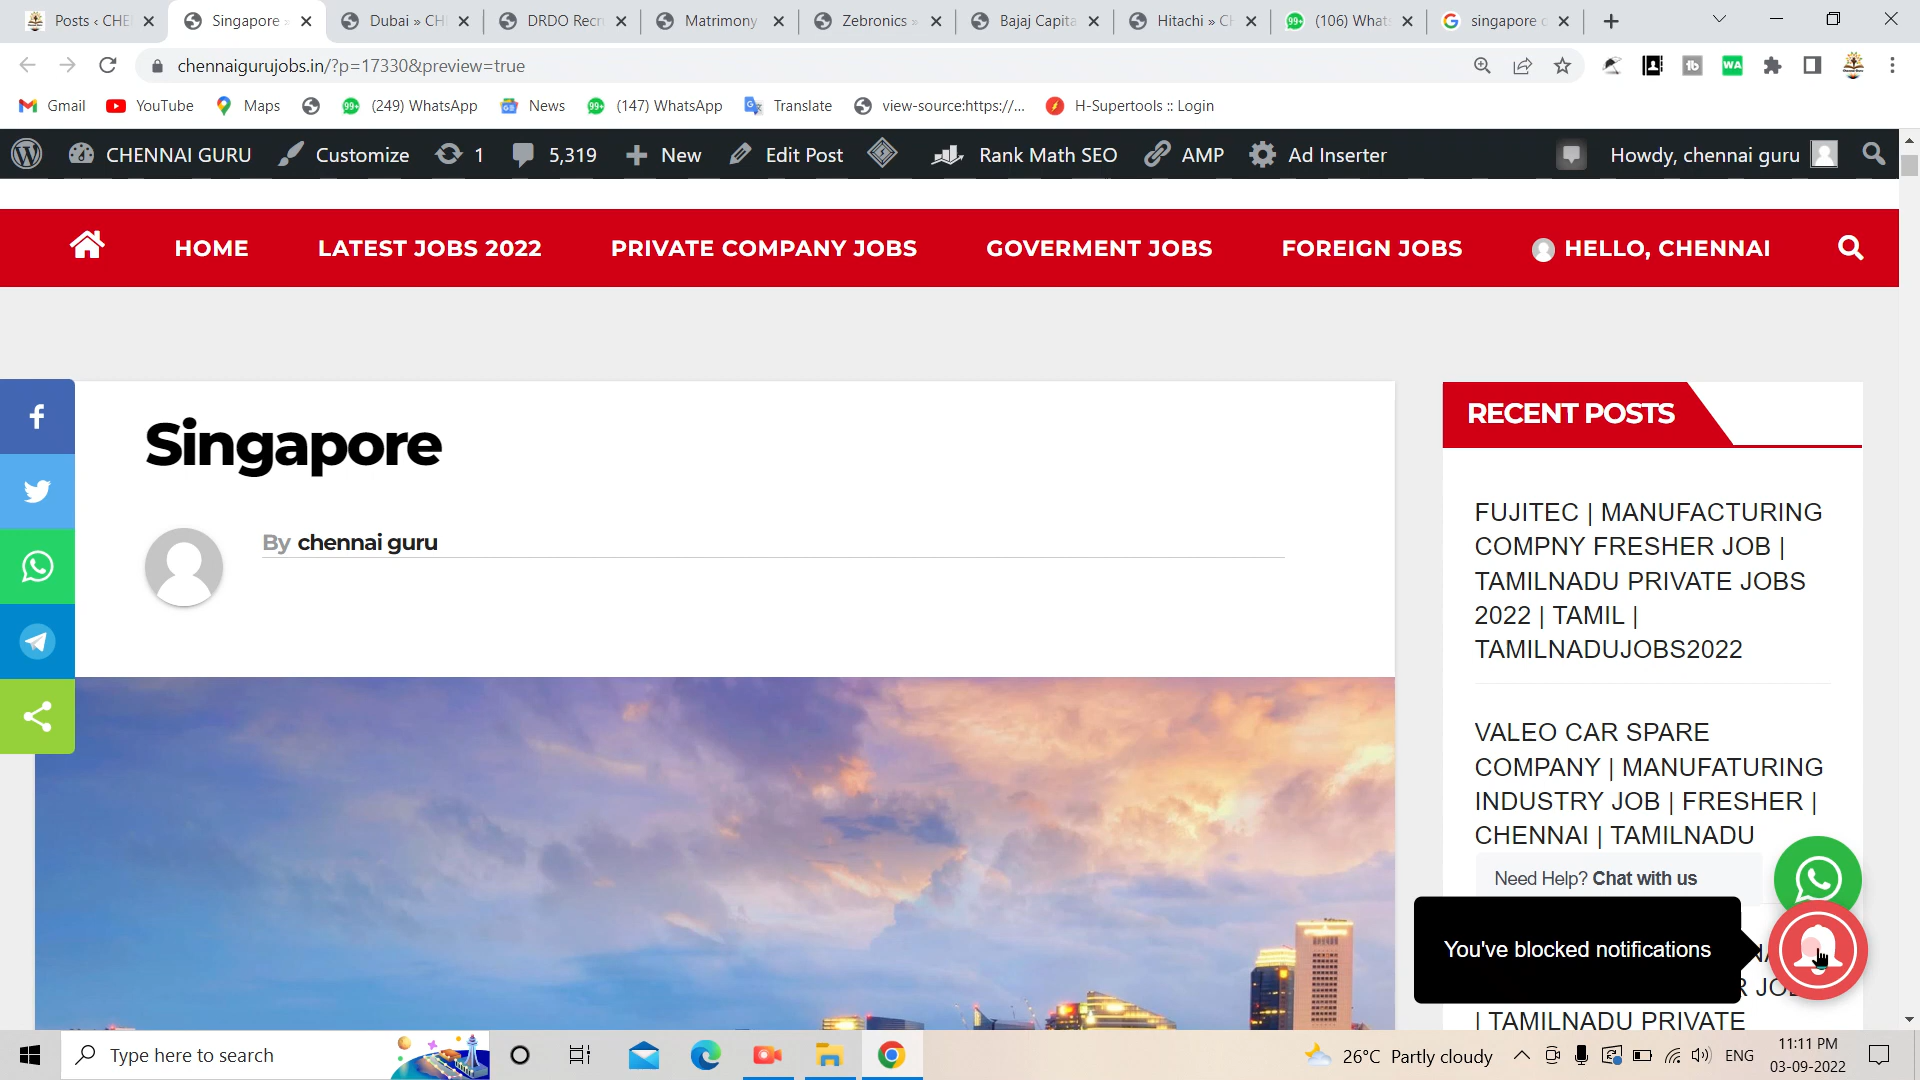 Posts ‹ CHE
Singapore »
Dubai » CH
DRDO Recr
Matrimony
Zebronics »
Bajaj Capita
Hitachi » C
(106) What
singapore
chennaigurujobs.in/?p=17330&preview=true
Gmail
YouTube
Maps
(249) WhatsApp
News
(147) WhatsApp
Translate
view-source:https://...
H-Supertools :: Login
CHENNAI GURU
Customize
1
5,319
New
Edit Post
Rank Math SEO
AMP
Ad Inserter
Howdy, chennai guru
HOME
LATEST JOBS 2022
PRIVATE COMPANY JOBS
GOVERMENT JOBS
FOREIGN JOBS
HELLO, CHENNAI
Singapore
By chennai guru
RECENT POSTS
FUJITEC | MANUFACTURING
COMPNY FRESHER JOB |
TAMILNADU PRIVATE JOBS
2022 | TAMIL |
TAMILNADUJOBS2022
VALEO CAR SPARE
COMPANY | MANUFATURING
INDUSTRY JOB | FRESHER |
CHENNAI | TAMILNADU
Need Help? Chat with us
You've blocked notifications
| TAMILNADU PRIVATE
Type here to search
26°C Partly cloudy
ENG
11:11 PM
03-09-2022